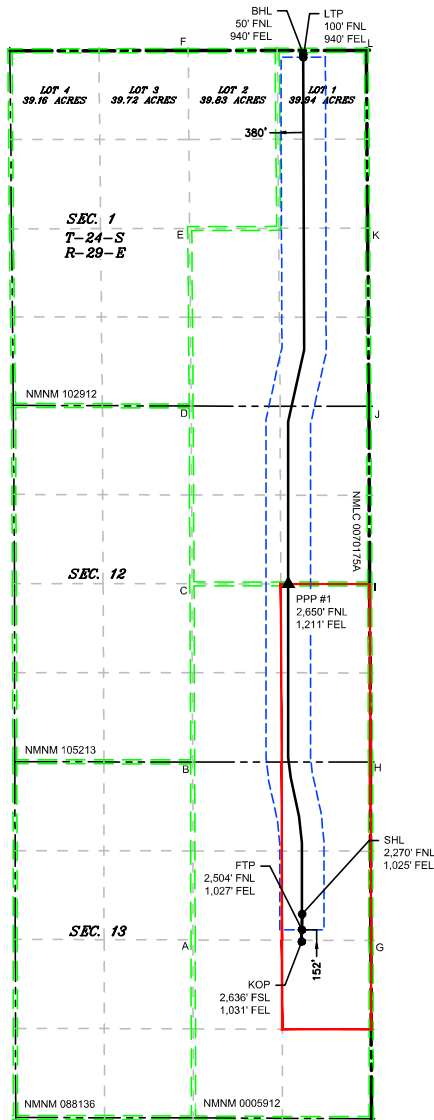 BHL
50' FNL
940' FEL
LTP
100' FNL
940' FEL
F
L
LOT 4
39.16 ACRES
LOT 3
39.72 ACRES
LOT 2
39.83 ACRES
LOT 1
39.94 ACRES
380'
SEC. 1
T-24-S
R-29-E
E
K
NMNM 102912
D
J
NMLC 0070175A
SEC. 12
C
I
PPP #1
2,650' FNL
1,211' FEL
NMNM 105213
B
H
SHL
2,270' FNL
1,025' FEL
FTP
2,504' FNL
1,027' FEL
SEC. 13
A
G
152'
KOP
2,636' FSL
1,031' FEL
NMNM 088136
NMNM 0005912